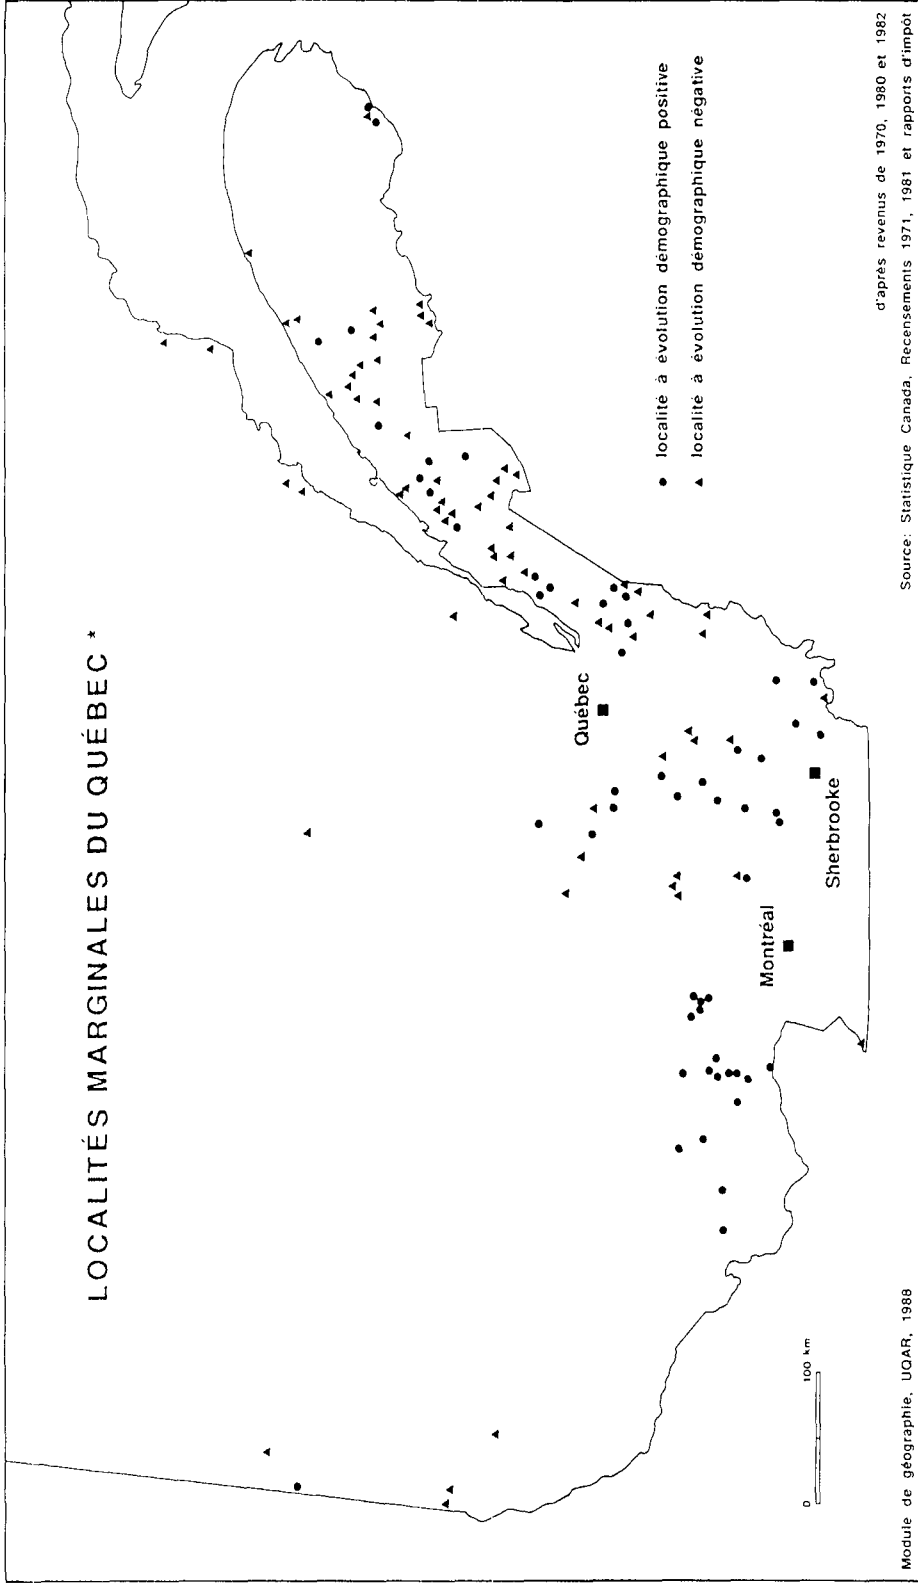 LOCALITÉS MARGINALES DU QUÉBEC *
Québec
Montréal
Sherbrooke
● localité à évolution démographique positive
▲ localité à évolution démographique négative
0 100 km
d'après revenus de 1970, 1980 et 1982
Module de géographie, UQAR, 1988
Source: Statistique Canada, Recensements 1971, 1981 et rapports d'impôt